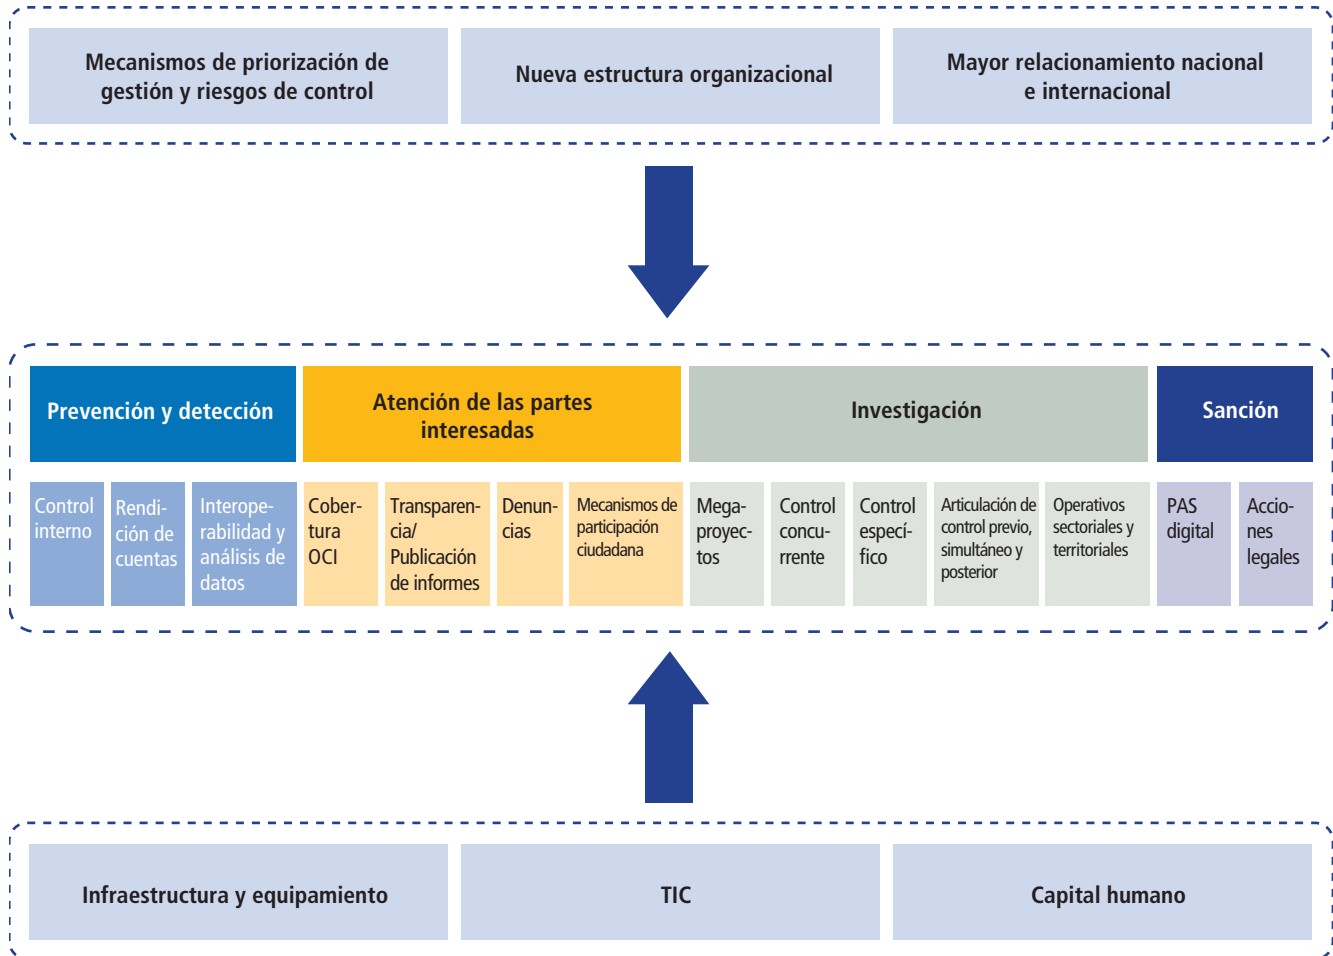 Mecanismos de priorización de
gestión y riesgos de control
Nueva estructura organizacional
Mayor relacionamiento nacional
e internacional
Prevención y detección
Atención de las partes
interesadas
Investigación
Sanción
Control
interno
Rendi-
ción de
cuentas
Interope-
rabilidad y
análisis de
datos
Cober-
tura
OCI
Transparen-
cia/
Publicación
de informes
Denun-
cias
Mecanismos de
participación
ciudadana
Mega-
proyec-
tos
Control
concu-
rrente
Control
especí-
fico
Articulación de
control previo,
simultáneo y
posterior
Operativos
sectoriales y
territoriales
PAS
digital
Accio-
nes
legales
Infraestructura y equipamiento
TIC
Capital humano